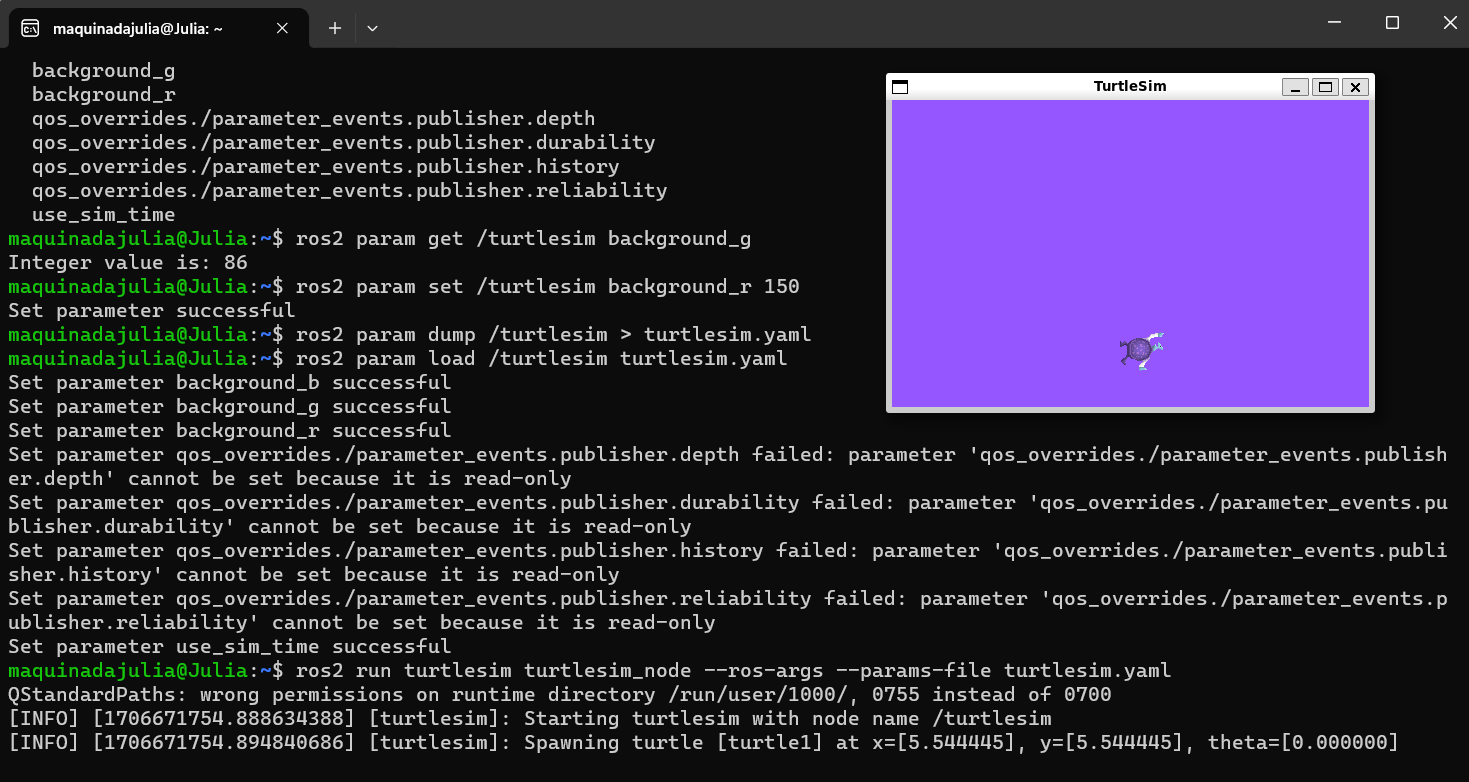 maquinadajulia@Julia: ~
background_g
background_r
qos_overrides./parameter_events.publisher.depth
qos_overrides./parameter_events.publisher.durability
qos_overrides./parameter_events.publisher.history
qos_overrides./parameter_events.publisher.reliability
use_sim_time
maquinadajulia@Julia:~$ ros2 param get /turtlesim background_g
Integer value is: 86
maquinadajulia@Julia:~$ ros2 param set /turtlesim background_r 150
Set parameter successful
maquinadajulia@Julia:~$ ros2 param dump /turtlesim > turtlesim.yaml
maquinadajulia@Julia:~$ ros2 param load /turtlesim turtlesim.yaml
Set parameter background_b successful
Set parameter background_g successful
Set parameter background_r successful
Set parameter qos_overrides./parameter_events.publisher.depth failed: parameter 'qos_overrides./parameter_events.publish
er.depth' cannot be set because it is read-only
Set parameter qos_overrides./parameter_events.publisher.durability failed: parameter 'qos_overrides./parameter_events.pu
blisher.durability' cannot be set because it is read-only
Set parameter qos_overrides./parameter_events.publisher.history failed: parameter 'qos_overrides./parameter_events.publi
sher.history' cannot be set because it is read-only
Set parameter qos_overrides./parameter_events.publisher.reliability failed: parameter 'qos_overrides./parameter_events.p
ublisher.reliability' cannot be set because it is read-only
Set parameter use_sim_time successful
maquinadajulia@Julia:~$ ros2 run turtlesim turtlesim_node --ros-args --params-file turtlesim.yaml
QStandardPaths: wrong permissions on runtime directory /run/user/1000/, 0755 instead of 0700
[INFO] [1706671754.888634388] [turtlesim]: Starting turtlesim with node name /turtlesim
[INFO] [1706671754.894840686] [turtlesim]: Spawning turtle [turtle1] at x=[5.544445], y=[5.544445], theta=[0.000000]
TurtleSim